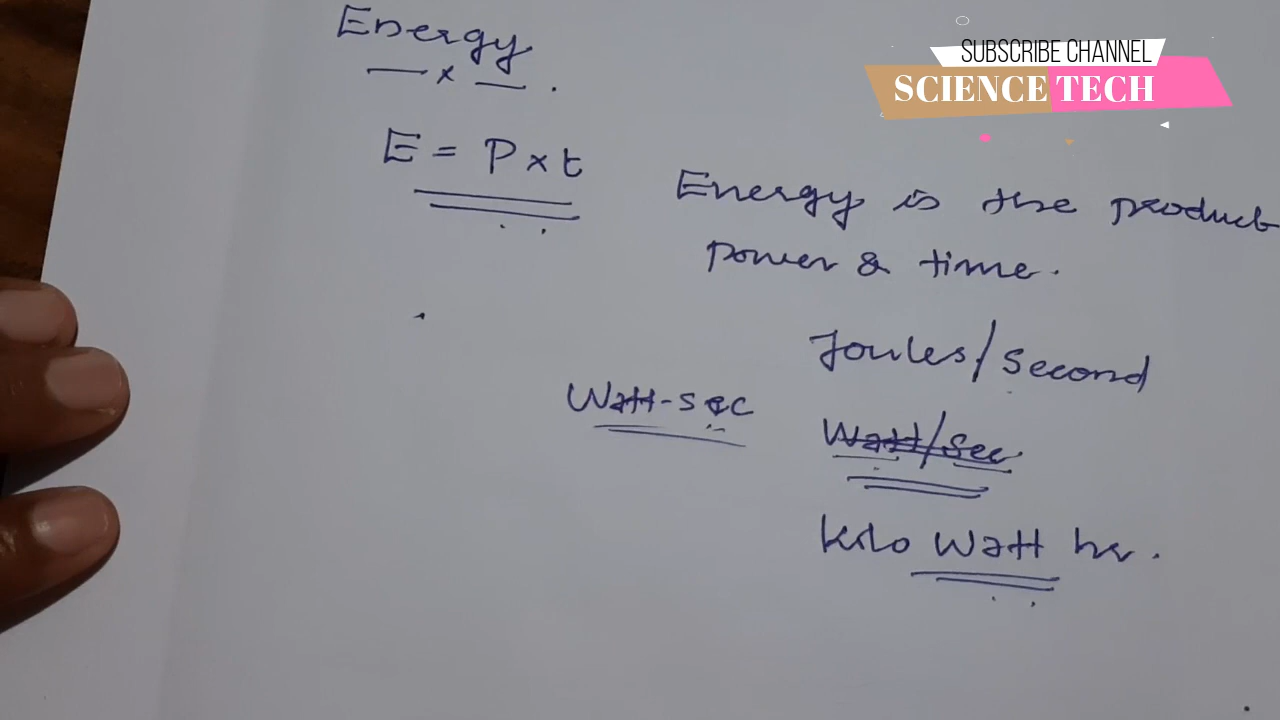 Energy
SUBSCRIBE CHANNEL
SCIENCE TECH
E = P x t
Energy is the product
power & time.
Joules/Second
Watt-sec
Watt/Sec
Kilo Watt hr.